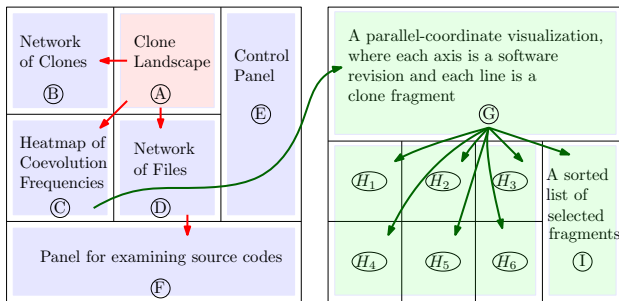 Network
of Clones
B
Clone
Landscape
A
Control
Panel
E
Heatmap of
Coevolution
Frequencies
C
Network
of Files
D
Panel for examining source codes
F
A parallel-coordinate visualization,
where each axis is a software
revision and each line is a
clone fragment
G
H1
H2
H3
H4
H5
H6
A sorted
list of
selected
fragments
I